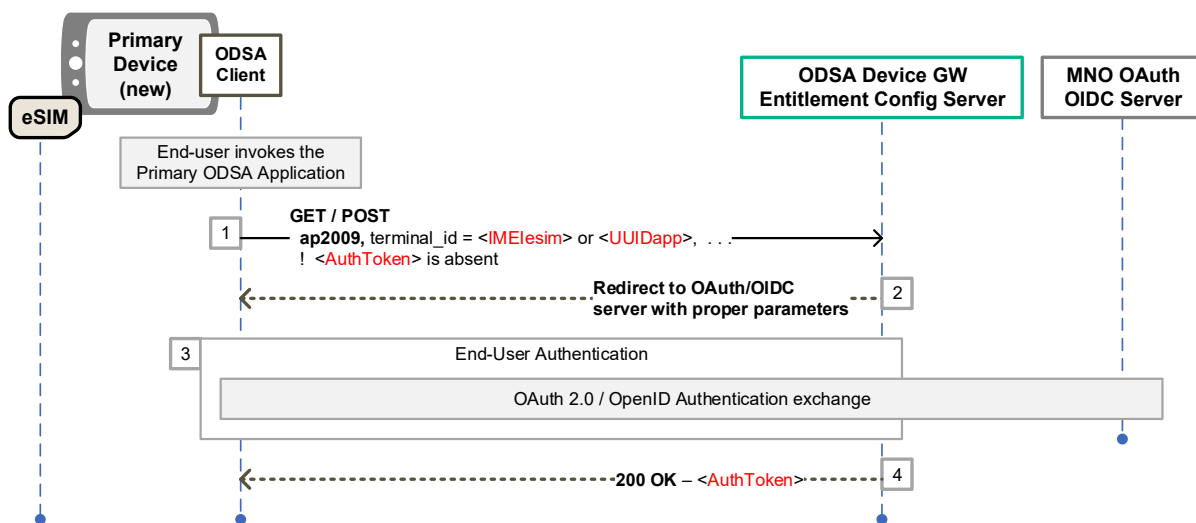 Primary
Device
(new)
ODSA
Client
eSIM
ODSA Device GW
Entitlement Config Server
MNO OAuth
OIDC Server
End-user invokes the
Primary ODSA Application
1
GET / POST
ap2009, terminal_id = <IMEIesim> or <UUIDapp>, . . .
! <AuthToken> is absent
Redirect to OAuth/OIDC
server with proper parameters
2
3
End-User Authentication
OAuth 2.0 / OpenID Authentication exchange
200 OK – <AuthToken>
4